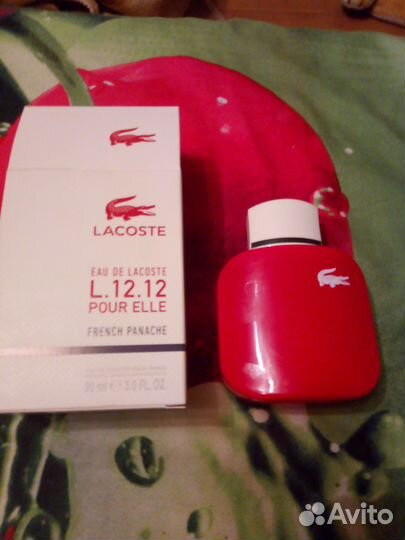 LACOSTE
EAU DE LACOSTE
L.12.12
POUR ELLE
FRENCH PANACHE
90 ml ℮ 3.0 FL. OZ.
Avito